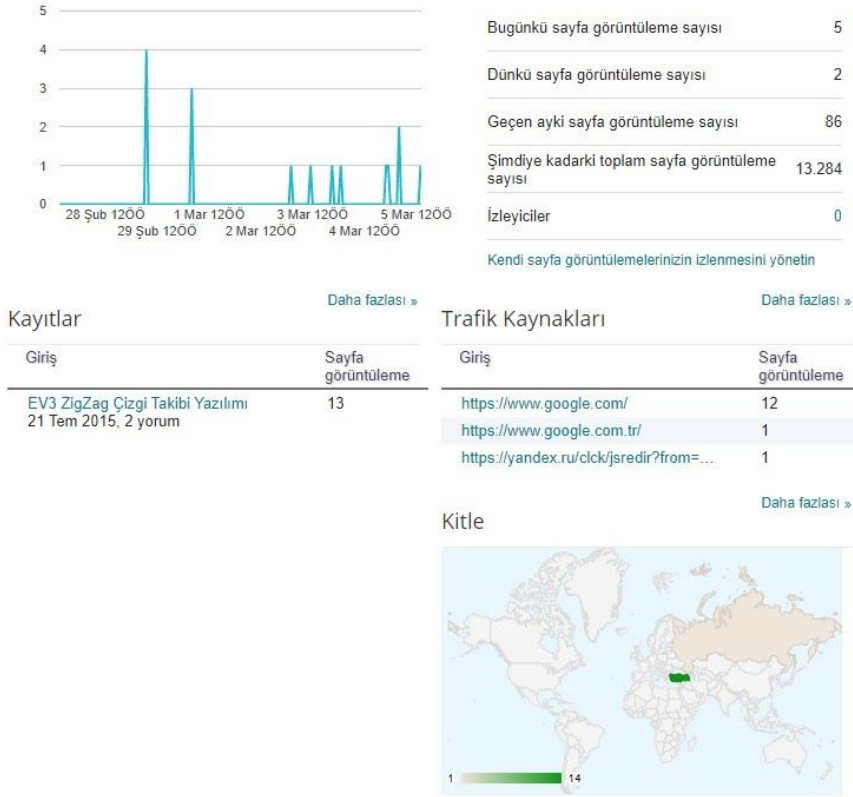 5
4
3
2
1
0
28 Şub 12ÖÖ 1 Mar 12ÖÖ 3 Mar 12ÖÖ 5 Mar 12ÖÖ
29 Şub 12ÖÖ 2 Mar 12ÖÖ 4 Mar 12ÖÖ
Bugünkü sayfa görüntüleme sayısı 5
Dünkü sayfa görüntüleme sayısı 2
Geçen ayki sayfa görüntüleme sayısı 86
Şimdiye kadarki toplam sayfa görüntüleme
sayısı 13.284
İzleyiciler 0
Kendi sayfa görüntülemelerinizin izlenmesini yönetin
Daha fazlası »
Kayıtlar
Giriş Sayfa
görüntüleme
EV3 ZigZag Çizgi Takibi Yazılımı 13
21 Tem 2015, 2 yorum
Daha fazlası »
Trafik Kaynakları
Giriş Sayfa
görüntüleme
https://www.google.com/ 12
https://www.google.com.tr/ 1
https://yandex.ru/clck/jsredir?from=... 1
Daha fazlası »
Kitle
1 14